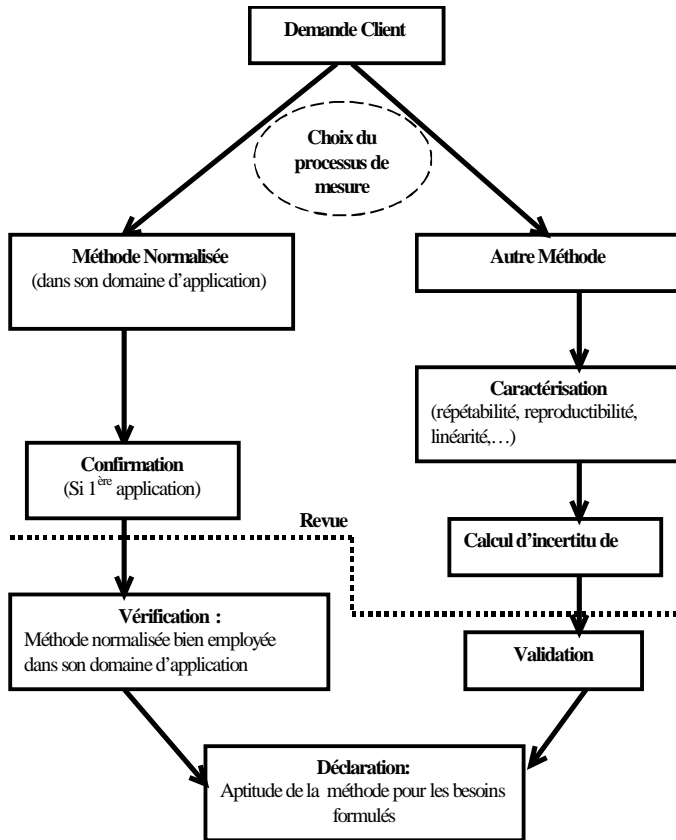 Demande Client
Choix du
processus de
mesure
Méthode Normalisée
(dans son domaine d'application)
Autre Méthode
Caractérisation
(répétabilité, reproductibilité,
linéarité,…)
Confirmation
(Si 1ère application)
Revue
Calcul d'incertitu de
Vérification :
Méthode normalisée bien employée
dans son domaine d'application
Validation
Déclaration:
Aptitude de la méthode pour les besoins
formulés